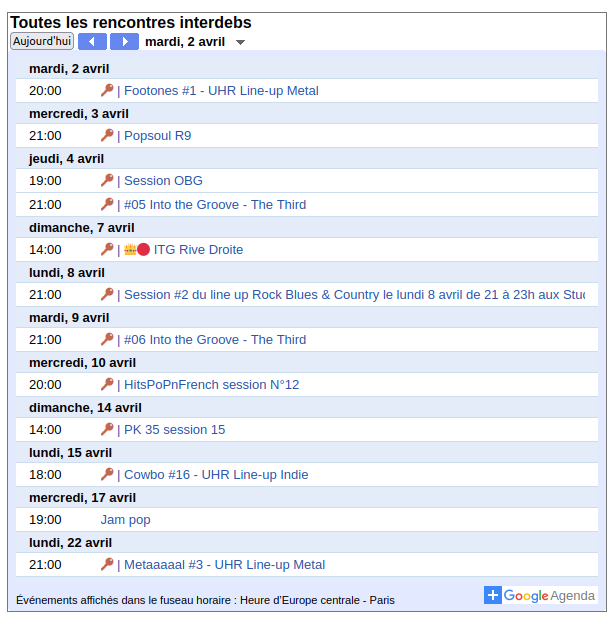 Toutes les rencontres interdebs
Aujourd'hui mardi, 2 avril
mardi, 2 avril
20:00 | Footones #1 - UHR Line-up Metal
mercredi, 3 avril
21:00 | Popsoul R9
jeudi, 4 avril
19:00 | Session OBG
21:00 | #05 Into the Groove - The Third
dimanche, 7 avril
14:00 | ITG Rive Droite
lundi, 8 avril
21:00 | Session #2 du line up Rock Blues & Country le lundi 8 avril de 21 à 23h aux Stud
mardi, 9 avril
21:00 | #06 Into the Groove - The Third
mercredi, 10 avril
20:00 | HitsPoPnFrench session N°12
dimanche, 14 avril
14:00 | PK 35 session 15
lundi, 15 avril
18:00 | Cowbo #16 - UHR Line-up Indie
mercredi, 17 avril
19:00 Jam pop
lundi, 22 avril
21:00 | Metaaaaal #3 - UHR Line-up Metal
Événements affichés dans le fuseau horaire : Heure d’Europe centrale - Paris
+ Google Agenda